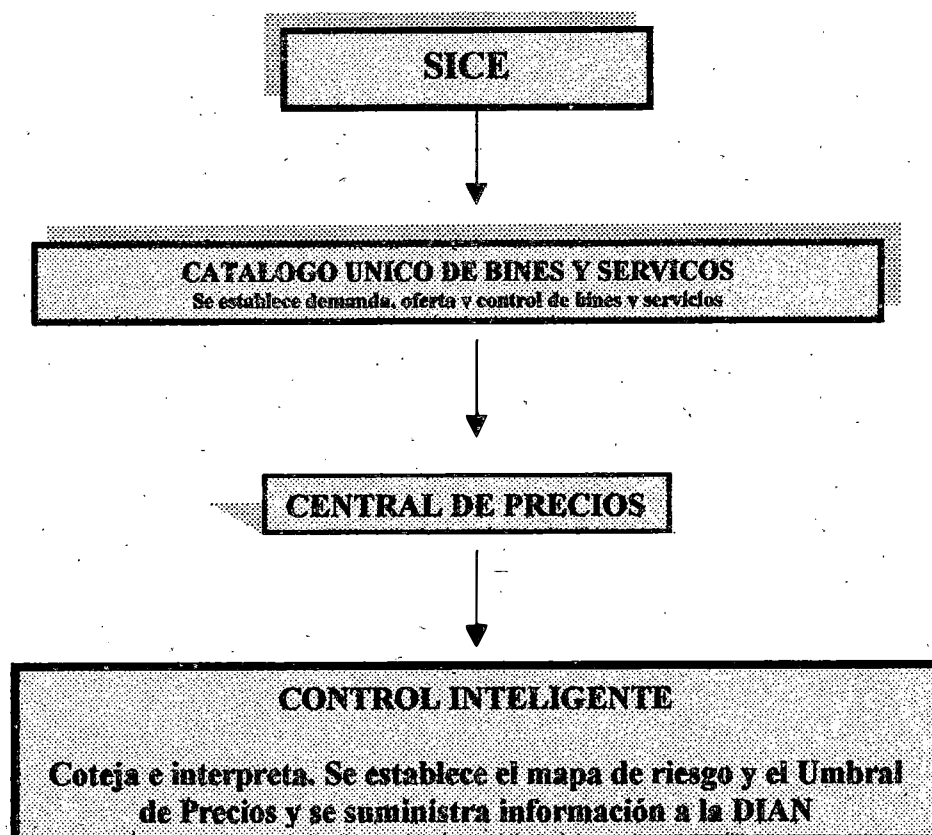 SICE
CATALOGO UNICO DE BINES Y SERVICOS
Se establece demanda, oferta y control de bines y servicios
CENTRAL DE PRECIOS
CONTROL INTELIGENTE
Coteja e interpreta. Se establece el mapa de riesgo y el Umbral
de Precios y se suministra información a la DIAN